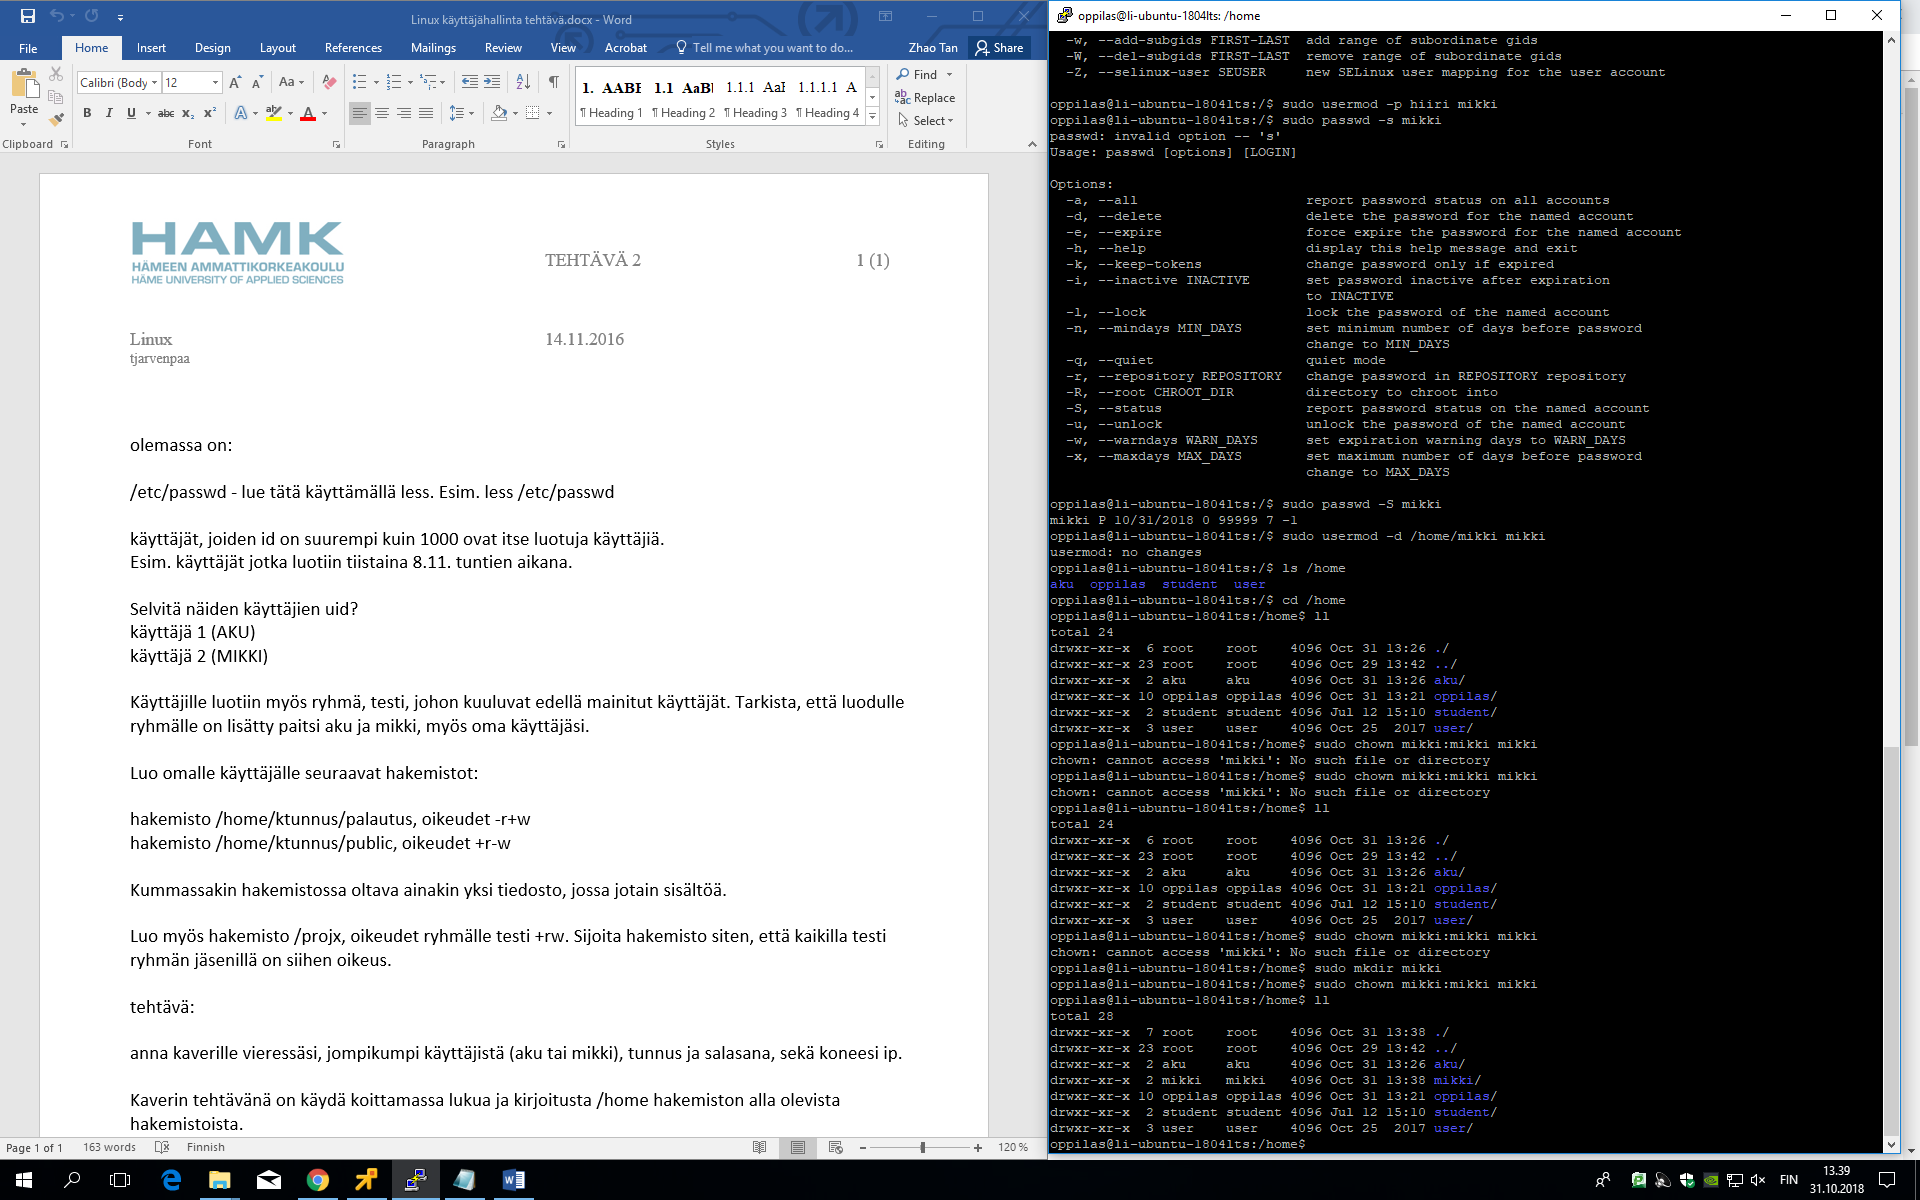 Linux käyttäjähallinta tehtävä.docx - Word
File Home Insert Design Layout References Mailings Review View Acrobat Tell me what you want to do... Zhao Tan Share
Paste
Calibri (Body 12
Aa
B I U abc x₂ x²
1. AABI 1.1 AaBl 1.1.1 Aal 1.1.1.1 A
¶ Heading 1 ¶ Heading 2 ¶ Heading 3 ¶ Heading 4
Find
Replace
Select
Clipboard Font Paragraph Styles Editing
HAMK
HÄMEEN AMMATTIKORKEAKOULU
HÄME UNIVERSITY OF APPLIED SCIENCES
TEHTÄVÄ 2 1 (1)
Linux 14.11.2016
tjarvenpaa
olemassa on:
/etc/passwd - lue tätä käyttämällä less. Esim. less /etc/passwd
käyttäjät, joiden id on suurempi kuin 1000 ovat itse luotuja käyttäjiä.
Esim. käyttäjät jotka luotiin tiistaina 8.11. tuntien aikana.
Selvitä näiden käyttäjien uid?
käyttäjä 1 (AKU)
käyttäjä 2 (MIKKI)
Käyttäjille luotiin myös ryhmä, testi, johon kuuluvat edellä mainitut käyttäjät. Tarkista, että luodulle
ryhmälle on lisätty paitsi aku ja mikki, myös oma käyttäjäsi.
Luo omalle käyttäjälle seuraavat hakemistot:
hakemisto /home/ktunnus/palautus, oikeudet -r+w
hakemisto /home/ktunnus/public, oikeudet +r-w
Kummassakin hakemistossa oltava ainakin yksi tiedosto, jossa jotain sisältöä.
Luo myös hakemisto /projx, oikeudet ryhmälle testi +rw. Sijoita hakemisto siten, että kaikilla testi
ryhmän jäsenillä on siihen oikeus.
tehtävä:
anna kaverille vieressäsi, jompikumpi käyttäjistä (aku tai mikki), tunnus ja salasana, sekä koneesi ip.
Kaverin tehtävänä on käydä koittamassa lukua ja kirjoitusta /home hakemiston alla olevista
hakemistoista.
Page 1 of 1 163 words Finnish 120 %
oppilas@li-ubuntu-1804lts: /home
-w, --add-subgids FIRST-LAST add range of subordinate gids
-W, --del-subgids FIRST-LAST remove range of subordinate gids
-Z, --selinux-user SEUSER new SELinux user mapping for the user account
oppilas@li-ubuntu-1804lts:/$ sudo usermod -p hiiri mikki
oppilas@li-ubuntu-1804lts:/$ sudo passwd -s mikki
passwd: invalid option -- 's'
Usage: passwd [options] [LOGIN]
Options:
-a, --all report password status on all accounts
-d, --delete delete the password for the named account
-e, --expire force expire the password for the named account
-h, --help display this help message and exit
-k, --keep-tokens change password only if expired
-i, --inactive INACTIVE set password inactive after expiration
to INACTIVE
-l, --lock lock the password of the named account
-n, --mindays MIN_DAYS set minimum number of days before password
change to MIN_DAYS
-q, --quiet quiet mode
-r, --repository REPOSITORY change password in REPOSITORY repository
-R, --root CHROOT_DIR directory to chroot into
-S, --status report password status on the named account
-u, --unlock unlock the password of the named account
-w, --warndays WARN_DAYS set expiration warning days to WARN_DAYS
-x, --maxdays MAX_DAYS set maximum number of days before password
change to MAX_DAYS
oppilas@li-ubuntu-1804lts:/$ sudo passwd -S mikki
mikki P 10/31/2018 0 99999 7 -1
oppilas@li-ubuntu-1804lts:/$ sudo usermod -d /home/mikki mikki
usermod: no changes
oppilas@li-ubuntu-1804lts:/$ ls /home
aku oppilas student user
oppilas@li-ubuntu-1804lts:/$ cd /home
oppilas@li-ubuntu-1804lts:/home$ ll
total 24
drwxr-xr-x 6 root root 4096 Oct 31 13:26 ./
drwxr-xr-x 23 root root 4096 Oct 29 13:42 ../
drwxr-xr-x 2 aku aku 4096 Oct 31 13:26 aku/
drwxr-xr-x 10 oppilas oppilas 4096 Oct 31 13:21 oppilas/
drwxr-xr-x 2 student student 4096 Jul 12 15:10 student/
drwxr-xr-x 3 user user 4096 Oct 25 2017 user/
oppilas@li-ubuntu-1804lts:/home$ sudo chown mikki:mikki mikki
chown: cannot access 'mikki': No such file or directory
oppilas@li-ubuntu-1804lts:/home$ sudo chown mikki:mikki mikki
chown: cannot access 'mikki': No such file or directory
oppilas@li-ubuntu-1804lts:/home$ ll
total 24
drwxr-xr-x 6 root root 4096 Oct 31 13:26 ./
drwxr-xr-x 23 root root 4096 Oct 29 13:42 ../
drwxr-xr-x 2 aku aku 4096 Oct 31 13:26 aku/
drwxr-xr-x 10 oppilas oppilas 4096 Oct 31 13:21 oppilas/
drwxr-xr-x 2 student student 4096 Jul 12 15:10 student/
drwxr-xr-x 3 user user 4096 Oct 25 2017 user/
oppilas@li-ubuntu-1804lts:/home$ sudo chown mikki:mikki mikki
chown: cannot access 'mikki': No such file or directory
oppilas@li-ubuntu-1804lts:/home$ sudo mkdir mikki
oppilas@li-ubuntu-1804lts:/home$ sudo chown mikki:mikki mikki
oppilas@li-ubuntu-1804lts:/home$ ll
total 28
drwxr-xr-x 7 root root 4096 Oct 31 13:38 ./
drwxr-xr-x 23 root root 4096 Oct 29 13:42 ../
drwxr-xr-x 2 aku aku 4096 Oct 31 13:26 aku/
drwxr-xr-x 2 mikki mikki 4096 Oct 31 13:38 mikki/
drwxr-xr-x 10 oppilas oppilas 4096 Oct 31 13:21 oppilas/
drwxr-xr-x 2 student student 4096 Jul 12 15:10 student/
drwxr-xr-x 3 user user 4096 Oct 25 2017 user/
oppilas@li-ubuntu-1804lts:/home$
FIN 13.39
31.10.2018